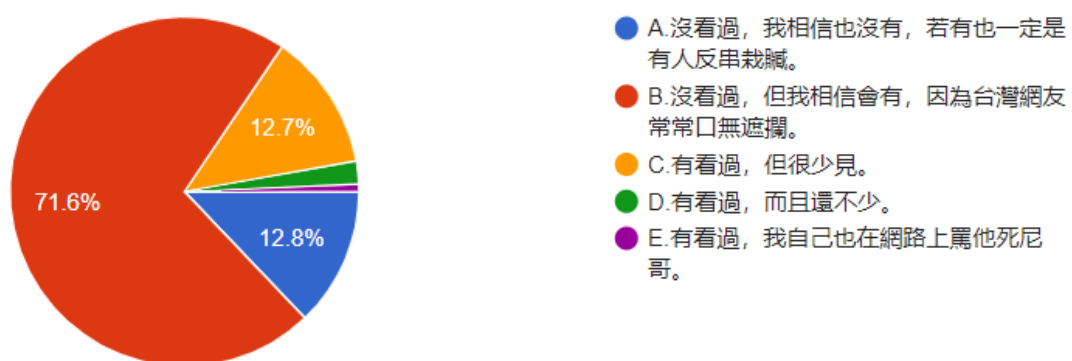 A.沒看過，我相信也沒有，若有也一定是
有人反串栽贓。
B.沒看過，但我相信會有，因為台灣網友
常常口無遮攔。
C.有看過，但很少見。
D.有看過，而且還不少。
E.有看過，我自己也在網路上罵他死尼
哥。
12.7%
71.6%
12.8%